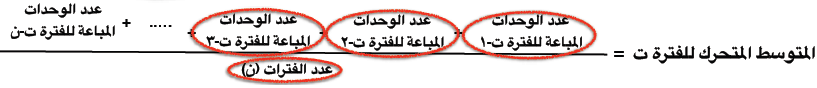 المتوسط المتحرك للفترة ت =
عدد الوحدات المباعة للفترة ت-١ + عدد الوحدات المباعة للفترة ت-٢ + عدد الوحدات المباعة للفترة ت-٣ + ..... + عدد الوحدات المباعة للفترة ت-ن
عدد الفترات (ن)